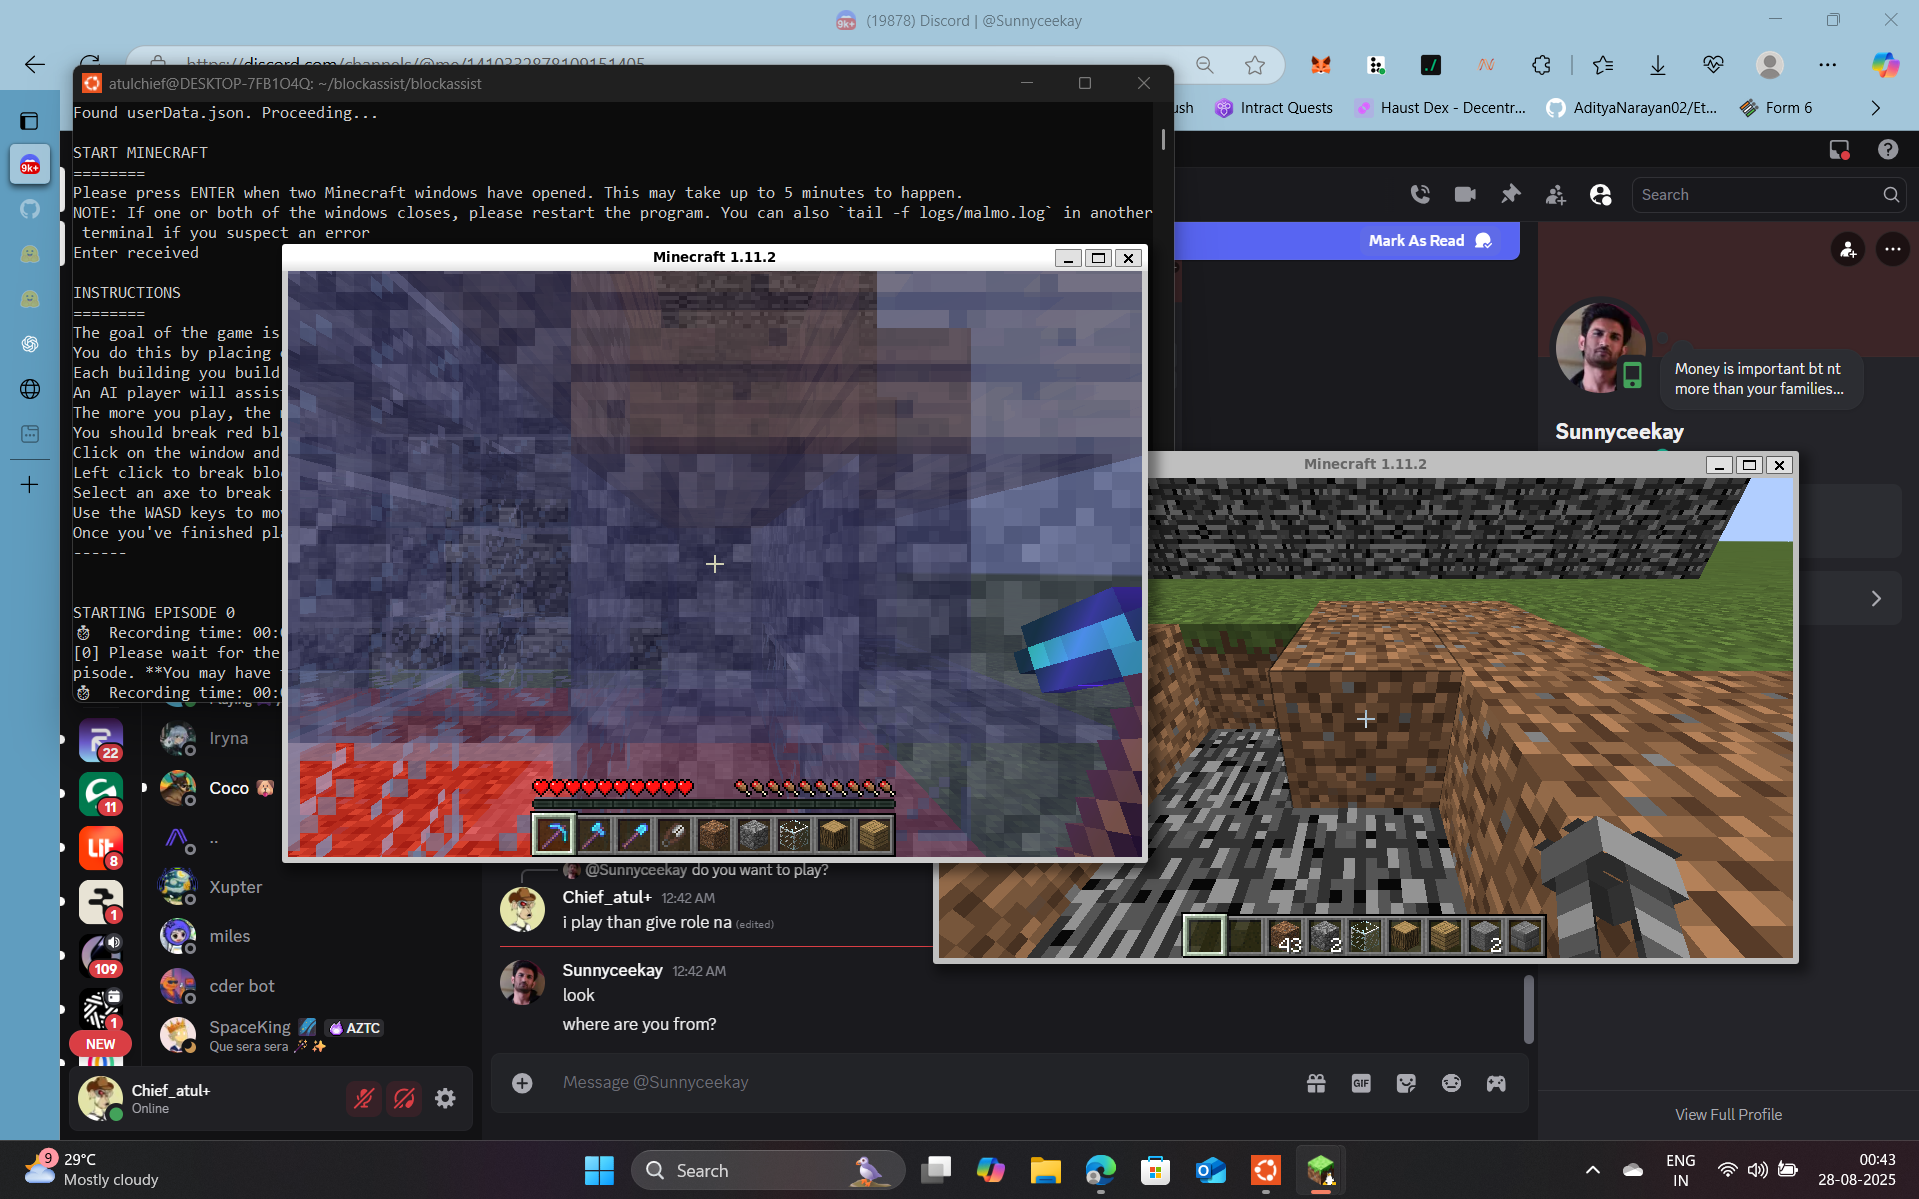 (19878) Discord | @Sunnyceekay
https://discord.com/channels/@me/1410332878109151405
ush
Intract Quests
Haust Dex - Decentr...
AdityaNarayan02/Et...
Form 6
9k+
atulchief@DESKTOP-7FB1O4Q: ~/blockassist/blockassist
Found userData.json. Proceeding...
START MINECRAFT
========
Please press ENTER when two Minecraft windows have opened. This may take up to 5 minutes to happen.
NOTE: If one or both of the windows closes, please restart the program. You can also `tail -f logs/malmo.log` in another
terminal if you suspect an error
Enter received
INSTRUCTIONS
========
The goal of the game is
You do this by placing
Each building you build
An AI player will assis
The more you play, the
You should break red bl
Click on the window and
Left click to break blo
Select an axe to break
Use the WASD keys to mo
Once you've finished pl
------
STARTING EPISODE 0
Recording time: 00:
[0] Please wait for the
pisode. **You may have
Recording time: 00:
Minecraft 1.11.2
Minecraft 1.11.2
43
2
2
Search
Mark As Read
Money is important bt nt
more than your families...
Sunnyceekay
View Full Profile
22
11
8
1
109
1
NEW
Iryna
Coco
..
Xupter
miles
cder bot
SpaceKing AZTC
Que sera sera
Chief_atul+
Online
@Sunnyceekay do you want to play?
Chief_atul+ 12:42 AM
i play than give role na (edited)
Sunnyceekay 12:42 AM
look
where are you from?
Message @Sunnyceekay
GIF
9
29°C
Mostly cloudy
Search
ENG
IN
00:43
28-08-2025